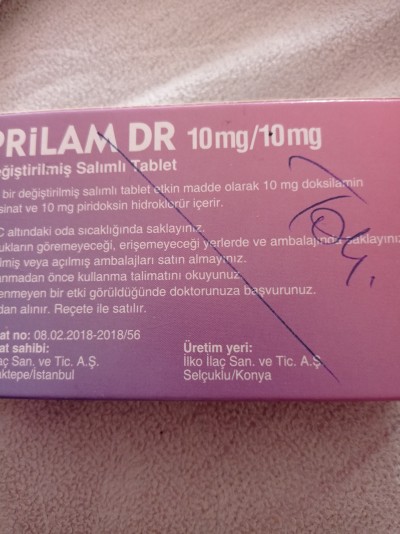 PRiLAM DR 10mg/10mg
eğiştirilmiş Salımlı Tablet
bir değiştirilmiş salımlı tablet etkin madde olarak 10 mg doksilamin
sinat ve 10 mg piridoksin hidroklorür içerir.
C altındaki oda sıcaklığında saklayınız.
ukların göremeyeceği, erişemeyeceği yerlerde ve ambalajında saklayınız
lmiş veya açılmış ambalajları satın almayınız.
anmadan önce kullanma talimatını okuyunuz.
enmeyen bir etki görüldüğünde doktorunuza başvurunuz.
dan alınır. Reçete ile satılır.
at no: 08.02.2018-2018/56
at sahibi:
aç San. ve Tic. A.Ş.
aktepe/İstanbul
Üretim yeri:
İlko İlaç San. ve Tic. A.Ş
Selçuklu/Konya